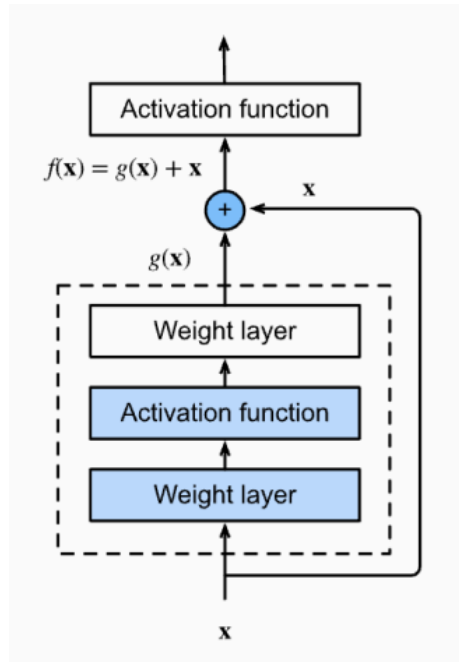 Activation function
f(x) = g(x) + x
x
+
g(x)
Weight layer
Activation function
Weight layer
x